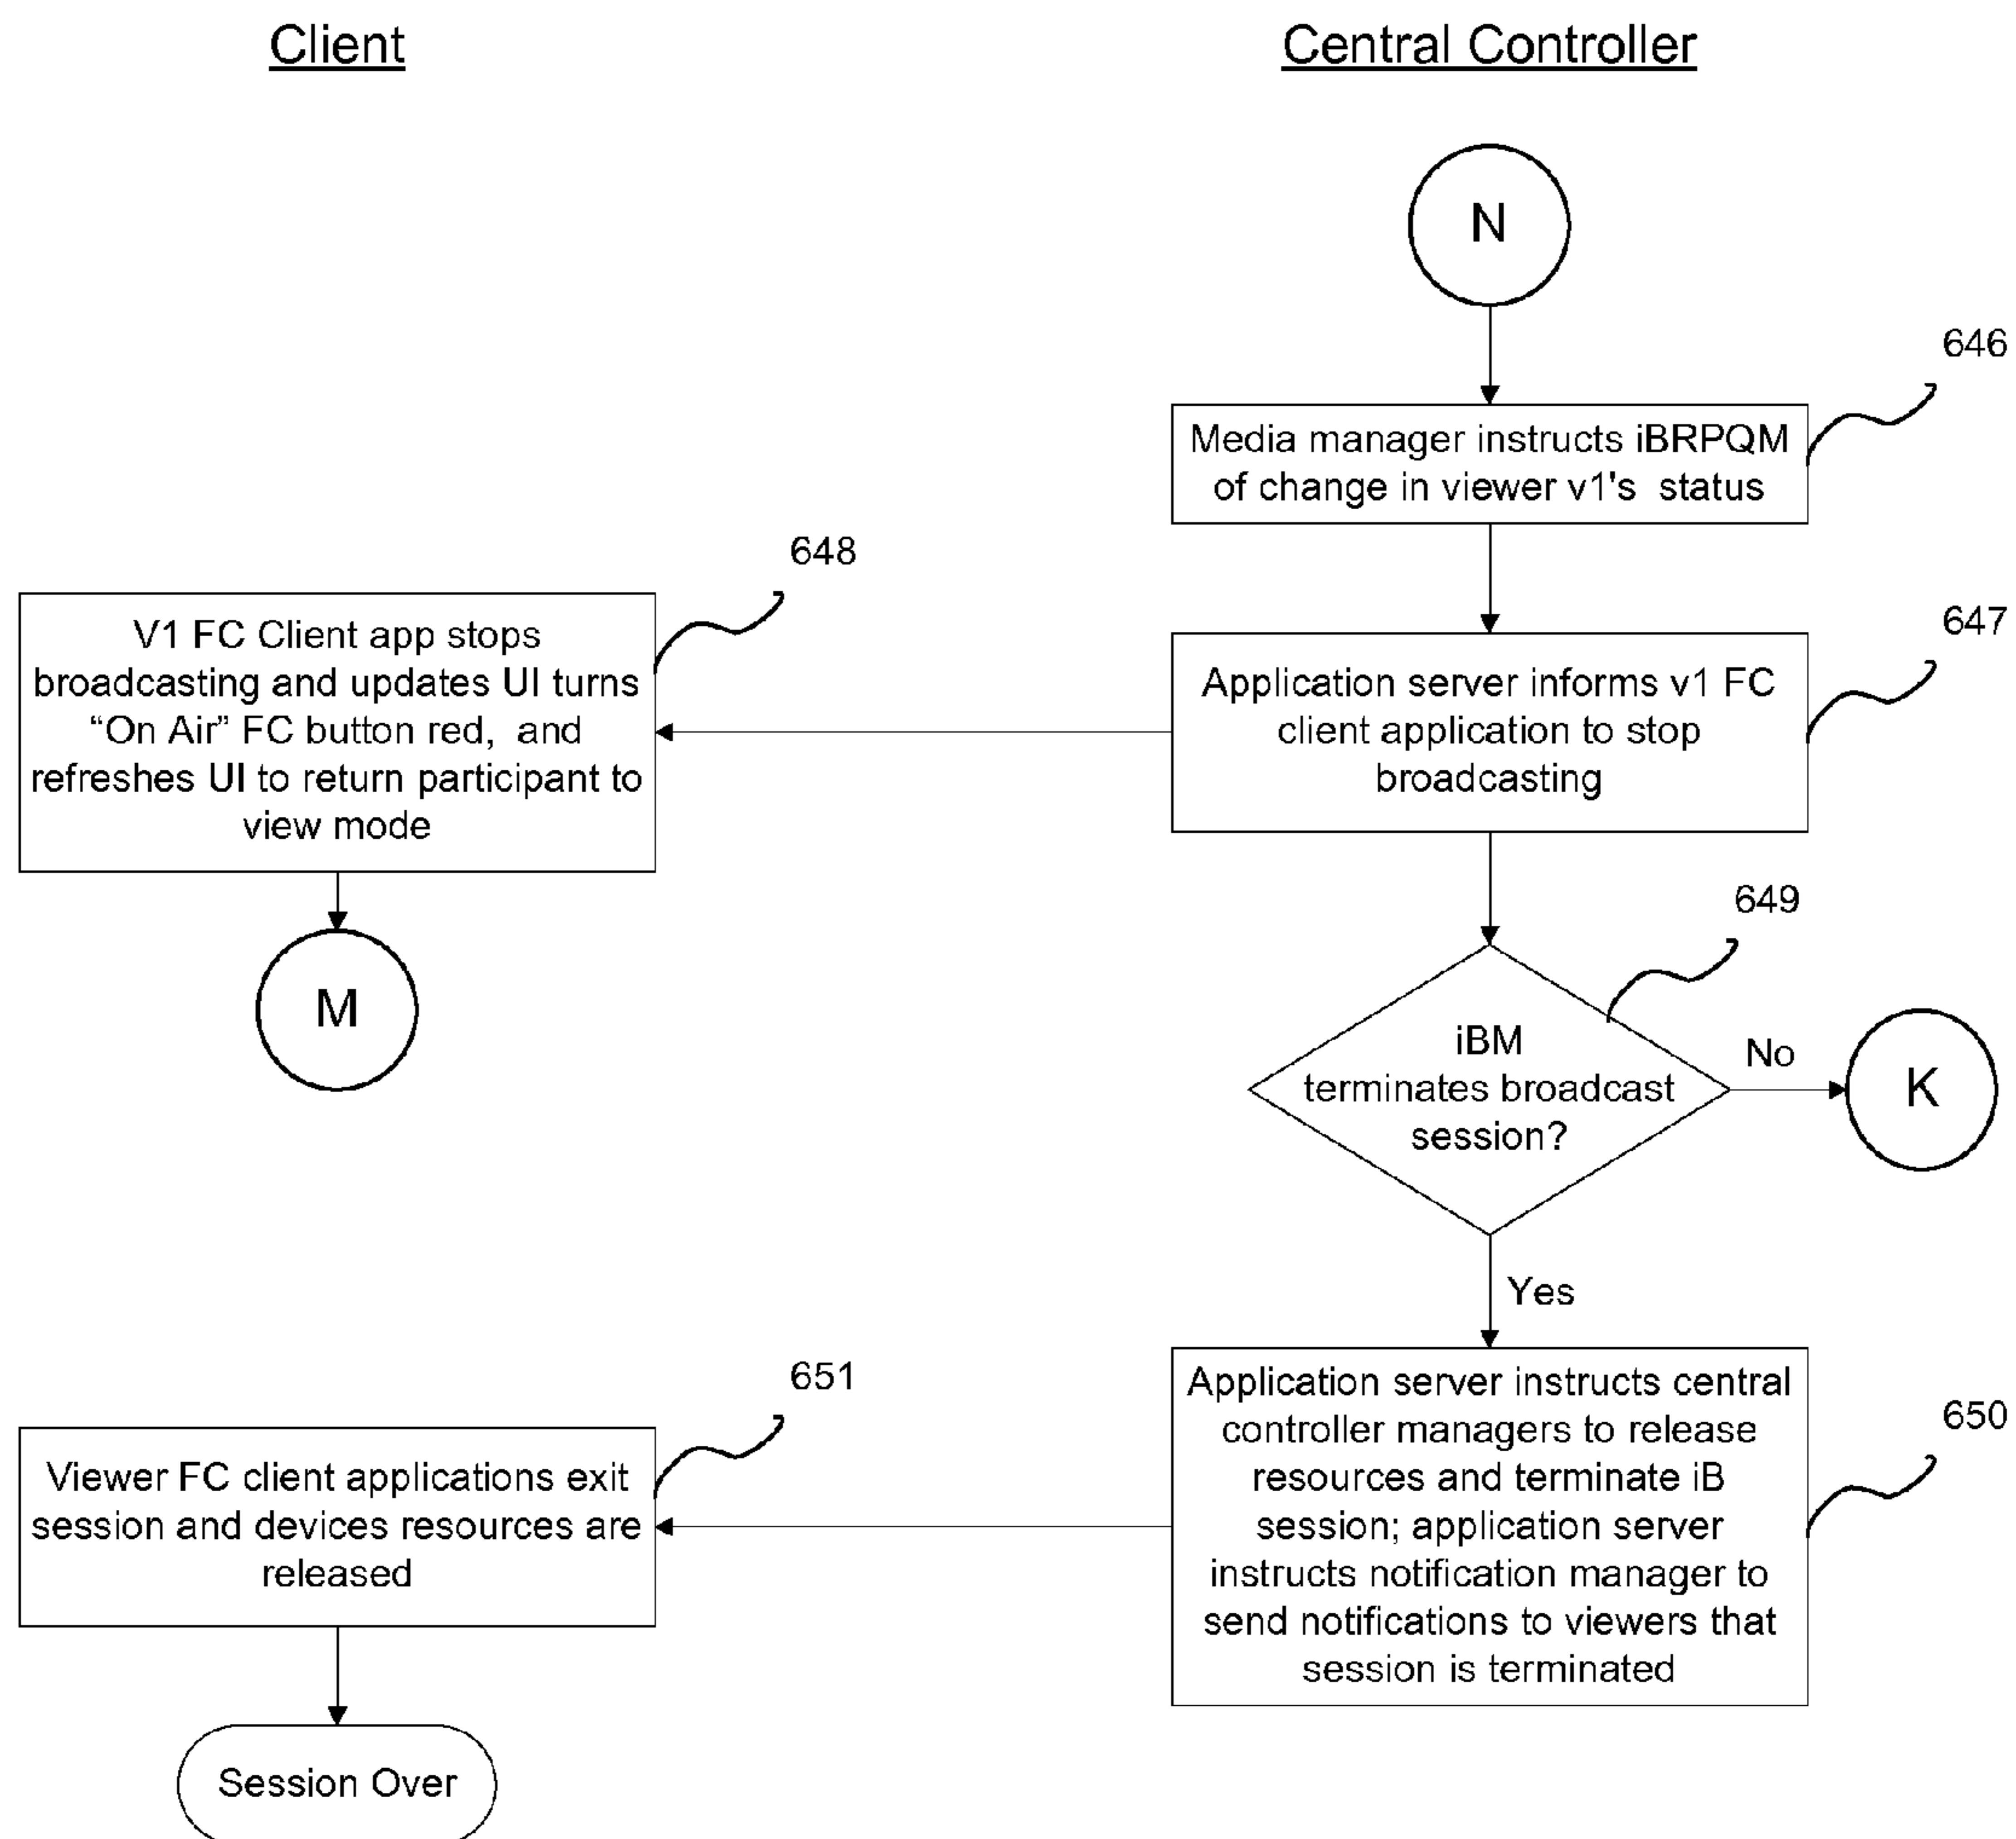 Client
Central Controller
N
646
Media manager instructs iBRPQM
of change in viewer v1's status
648
V1 FC Client app stops
broadcasting and updates UI turns
“On Air” FC button red, and
refreshes UI to return participant to
view mode
647
Application server informs v1 FC
client application to stop
broadcasting
M
649
iBM
terminates broadcast
session?
No
K
Yes
651
Viewer FC client applications exit
session and devices resources are
released
650
Application server instructs central
controller managers to release
resources and terminate iB
session; application server
instructs notification manager to
send notifications to viewers that
session is terminated
Session Over